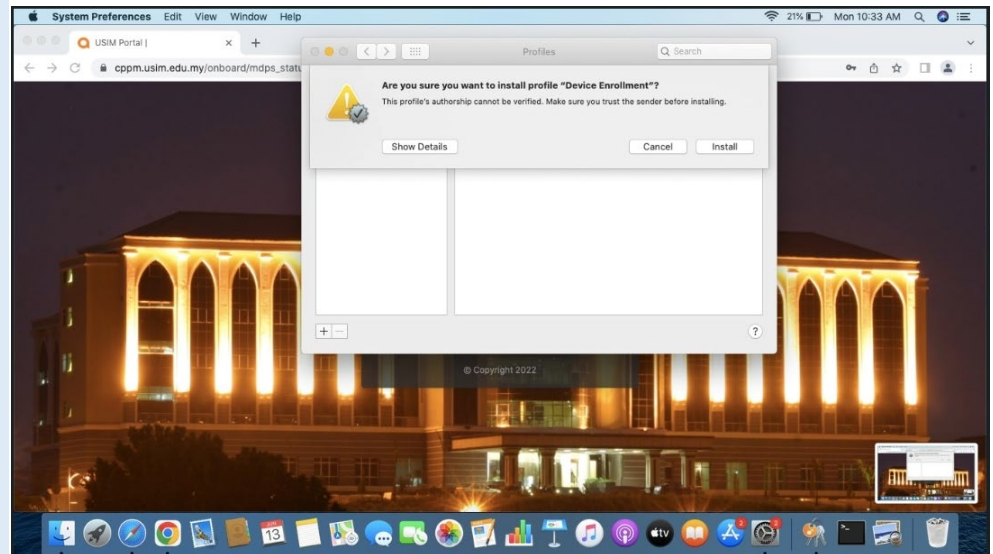 System Preferences Edit View Window Help
21% Mon 10:33 AM
USIM Portal |
Profiles
Search
cppm.usim.edu.my/onboard/mdps_statu
Are you sure you want to install profile "Device Enrollment"?
This profile's authorship cannot be verified. Make sure you trust the sender before installing.
Show Details
Cancel
Install
© Copyright 2022
13
tv